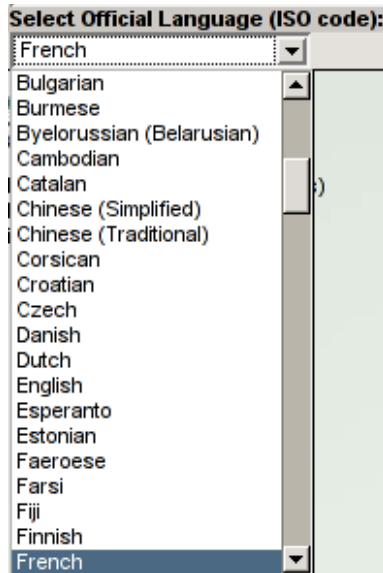 Select Official Language (ISO code):
French
Bulgarian
Burmese
Byelorussian (Belarusian)
Cambodian
Catalan
Chinese (Simplified)
Chinese (Traditional)
Corsican
Croatian
Czech
Danish
Dutch
English
Esperanto
Estonian
Faeroese
Farsi
Fiji
Finnish
French